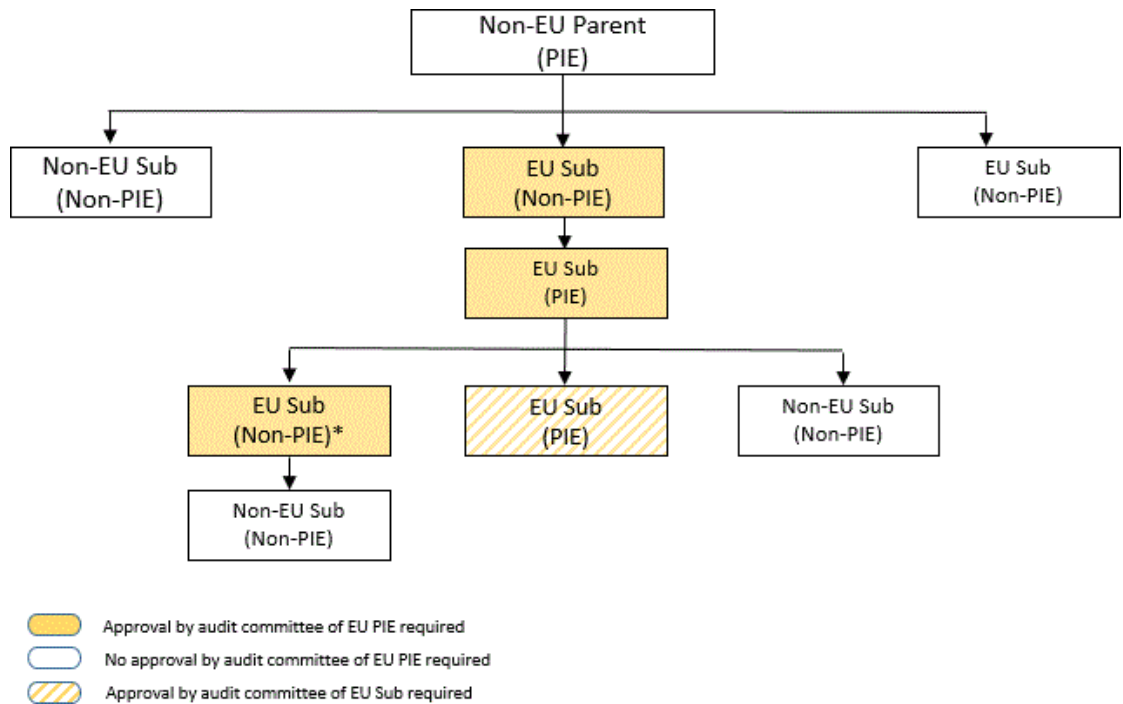 Non-EU Parent
(PIE)
Non-EU Sub
(Non-PIE)
EU Sub
(Non-PIE)
EU Sub
(Non-PIE)
EU Sub
(PIE)
EU Sub
(Non-PIE)*
EU Sub
(PIE)
Non-EU Sub
(Non-PIE)
Non-EU Sub
(Non-PIE)
Approval by audit committee of EU PIE required
No approval by audit committee of EU PIE required
Approval by audit committee of EU Sub required